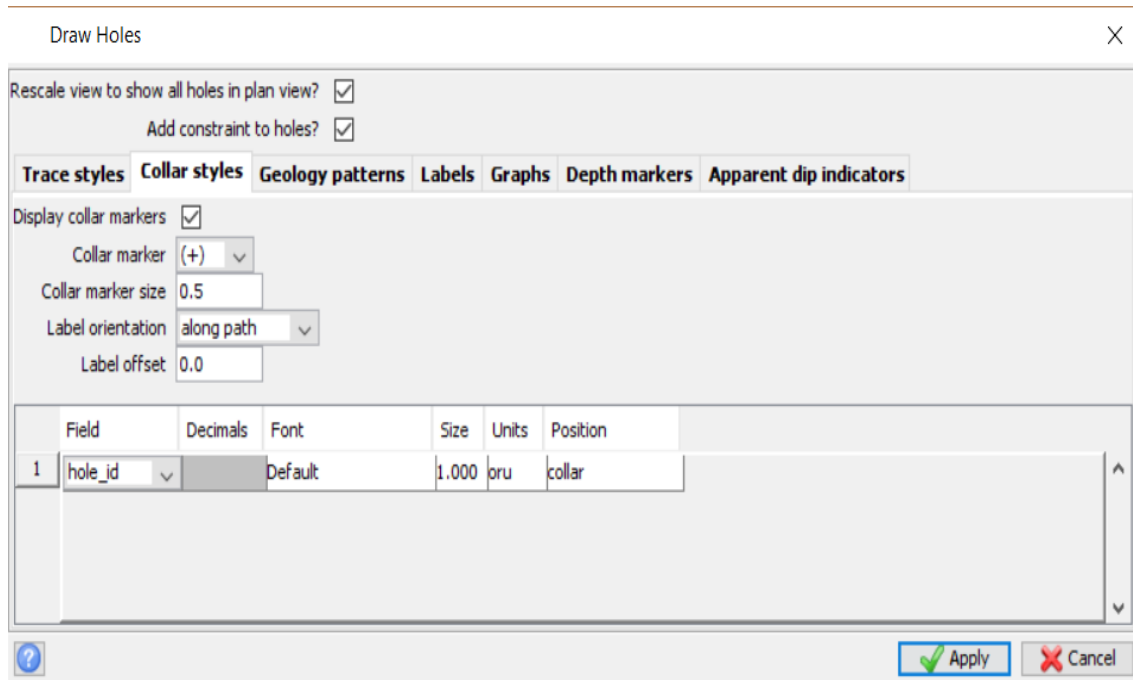 Draw Holes
Rescale view to show all holes in plan view?
Add constraint to holes?
Trace styles Collar styles Geology patterns Labels Graphs Depth markers Apparent dip indicators
Display collar markers
Collar marker (+)
Collar marker size 0.5
Label orientation along path
Label offset 0.0
Field Decimals Font Size Units Position
1 hole_id Default 1.000 oru collar
? Apply Cancel